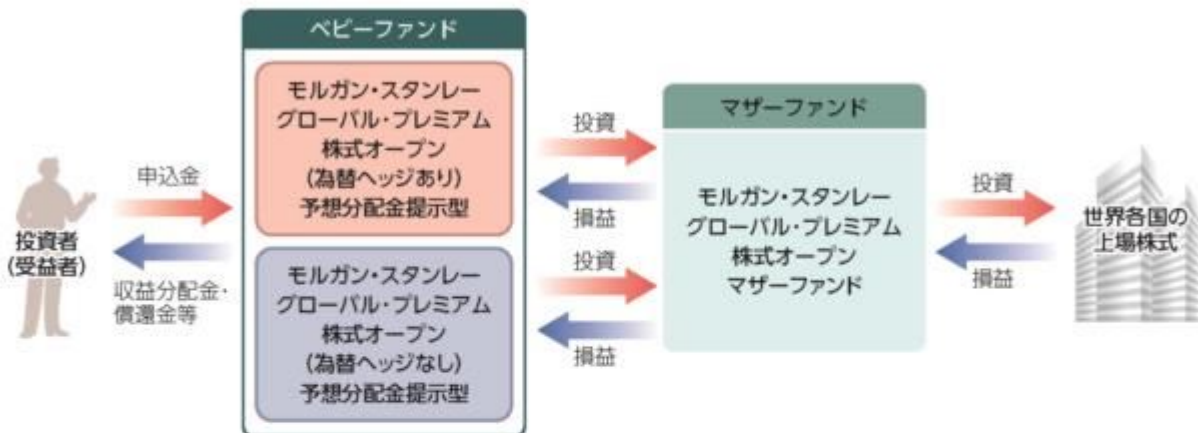 ベビーファンド
モルガン・スタンレー
グローバル・プレミアム
株式オープン
(為替ヘッジあり)
予想分配金提示型
モルガン・スタンレー
グローバル・プレミアム
株式オープン
(為替ヘッジなし)
予想分配金提示型
投資者
(受益者)
申込金
収益分配金・
償還金等
投資
損益
投資
損益
マザーファンド
モルガン・スタンレー
グローバル・プレミアム
株式オープン
マザーファンド
投資
損益
世界各国の
上場株式